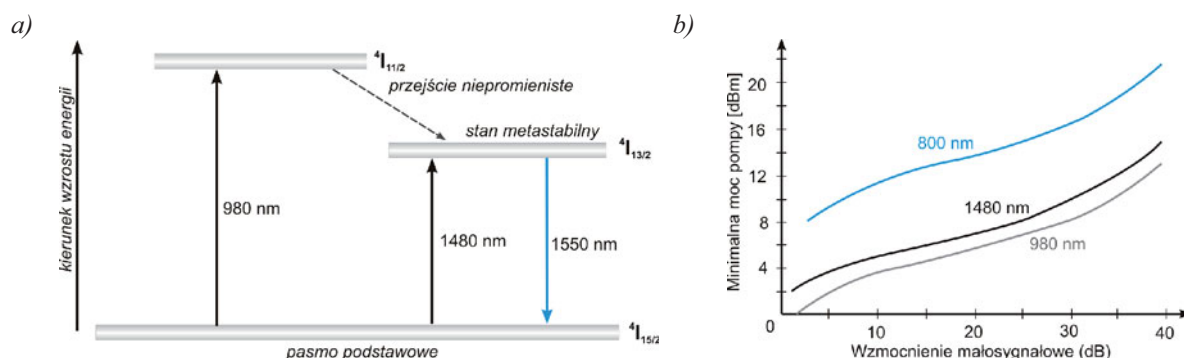 a)
kierunek wzrostu energii
⁴I₁₁/₂
przejście niepromieniste
stan metastabilny
⁴I₁₃/₂
980 nm
1480 nm
1550 nm
⁴I₁₅/₂
pasmo podstawowe
b)
Minimalna moc pompy [dBm]
20
16
12
8
4
0
800 nm
1480 nm
980 nm
10
20
30
40
Wzmocnienie małosygnałowe (dB)